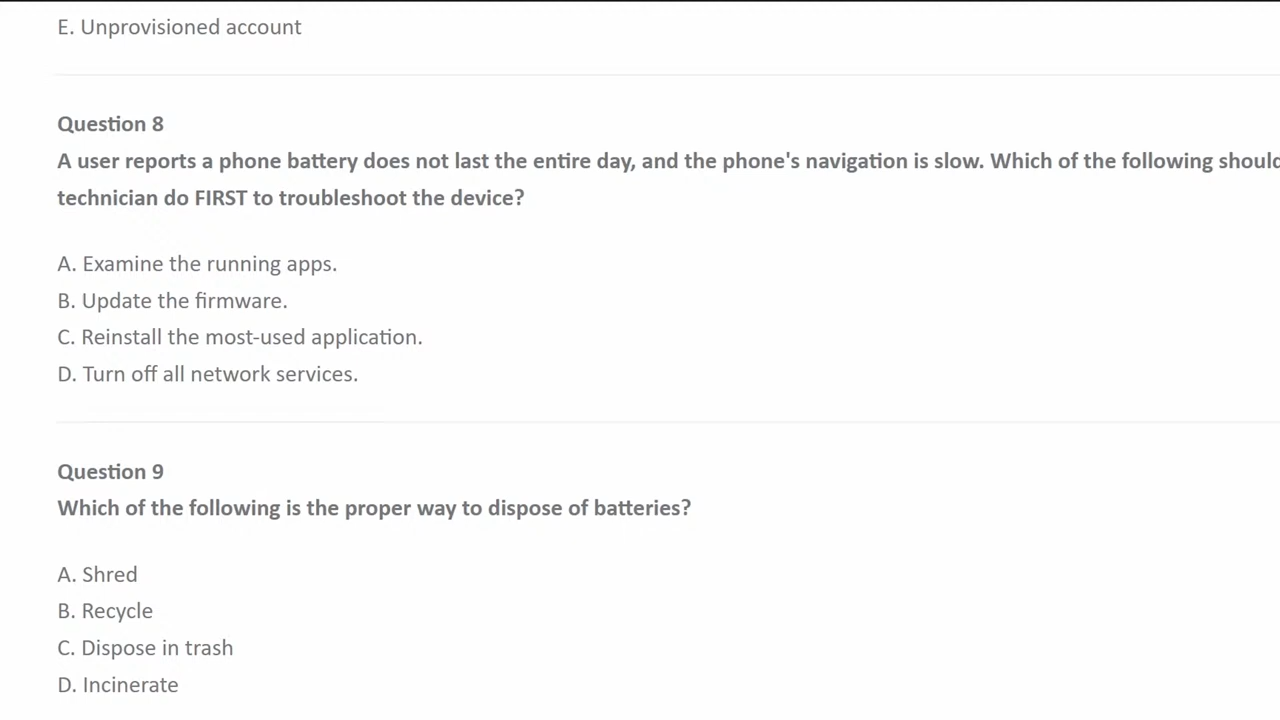 E. Unprovisioned account
Question 8
A user reports a phone battery does not last the entire day, and the phone's navigation is slow. Which of the following should
technician do FIRST to troubleshoot the device?
A. Examine the running apps.
B. Update the firmware.
C. Reinstall the most-used application.
D. Turn off all network services.
Question 9
Which of the following is the proper way to dispose of batteries?
A. Shred
B. Recycle
C. Dispose in trash
D. Incinerate